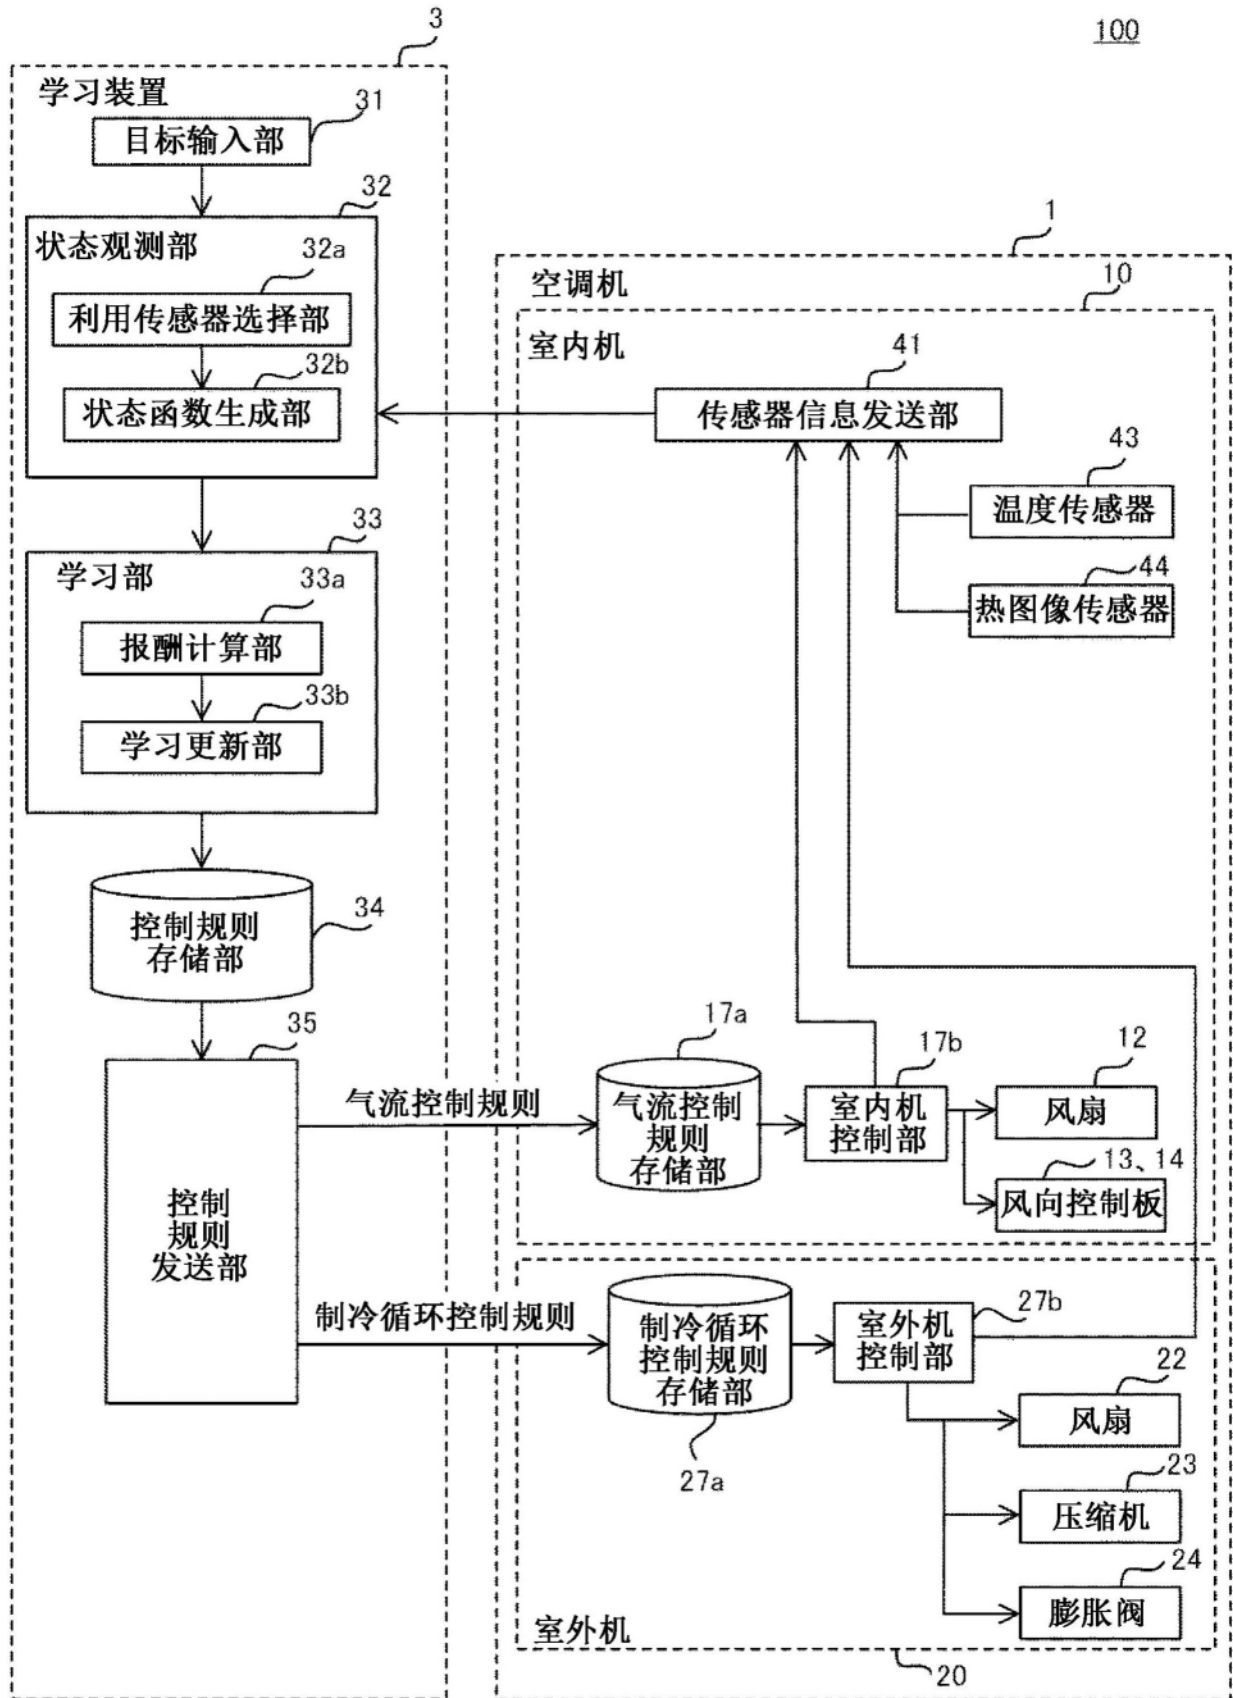 100
3
学习装置
31
目标输入部
32
状态观测部
32a
利用传感器选择部
32b
状态函数生成部
33
学习部
33a
报酬计算部
33b
学习更新部
控制规则
存储部
34
35
控制
规则
发送部
气流控制规则
制冷循环控制规则
1
空调机
10
室内机
41
传感器信息发送部
43
温度传感器
44
热图像传感器
17a
气流控制
规则
存储部
17b
室内机
控制部
12
风扇
13、14
风向控制板
制冷循环
控制规则
存储部
27a
室外机
控制部
27b
22
风扇
23
压缩机
24
膨胀阀
室外机
20